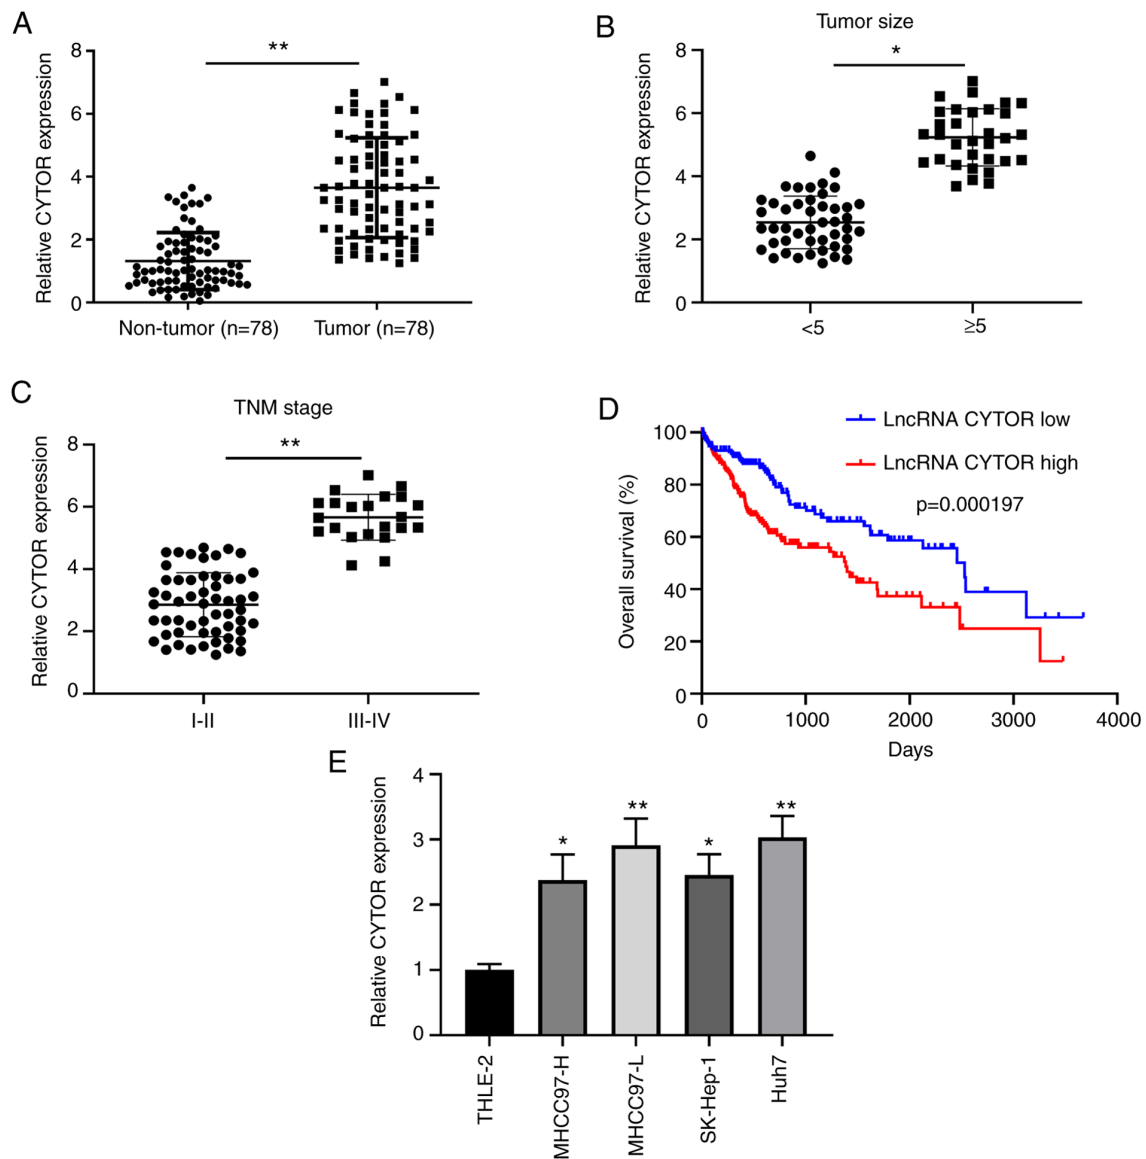 A
Relative CYTOR expression
8
6
4
2
0
**
Non-tumor (n=78)
Tumor (n=78)
B
Tumor size
Relative CYTOR expression
8
6
4
2
0
*
<5
≥5
C
TNM stage
Relative CYTOR expression
8
6
4
2
0
**
I-II
III-IV
D
LncRNA CYTOR low
LncRNA CYTOR high
p=0.000197
Overall survival (%)
100
80
60
40
20
0
0 1000 2000 3000 4000
Days
E
Relative CYTOR expression
4
3
2
1
0
* ** * **
THLE-2
MHCC97-H
MHCC97-L
SK-Hep-1
Huh7